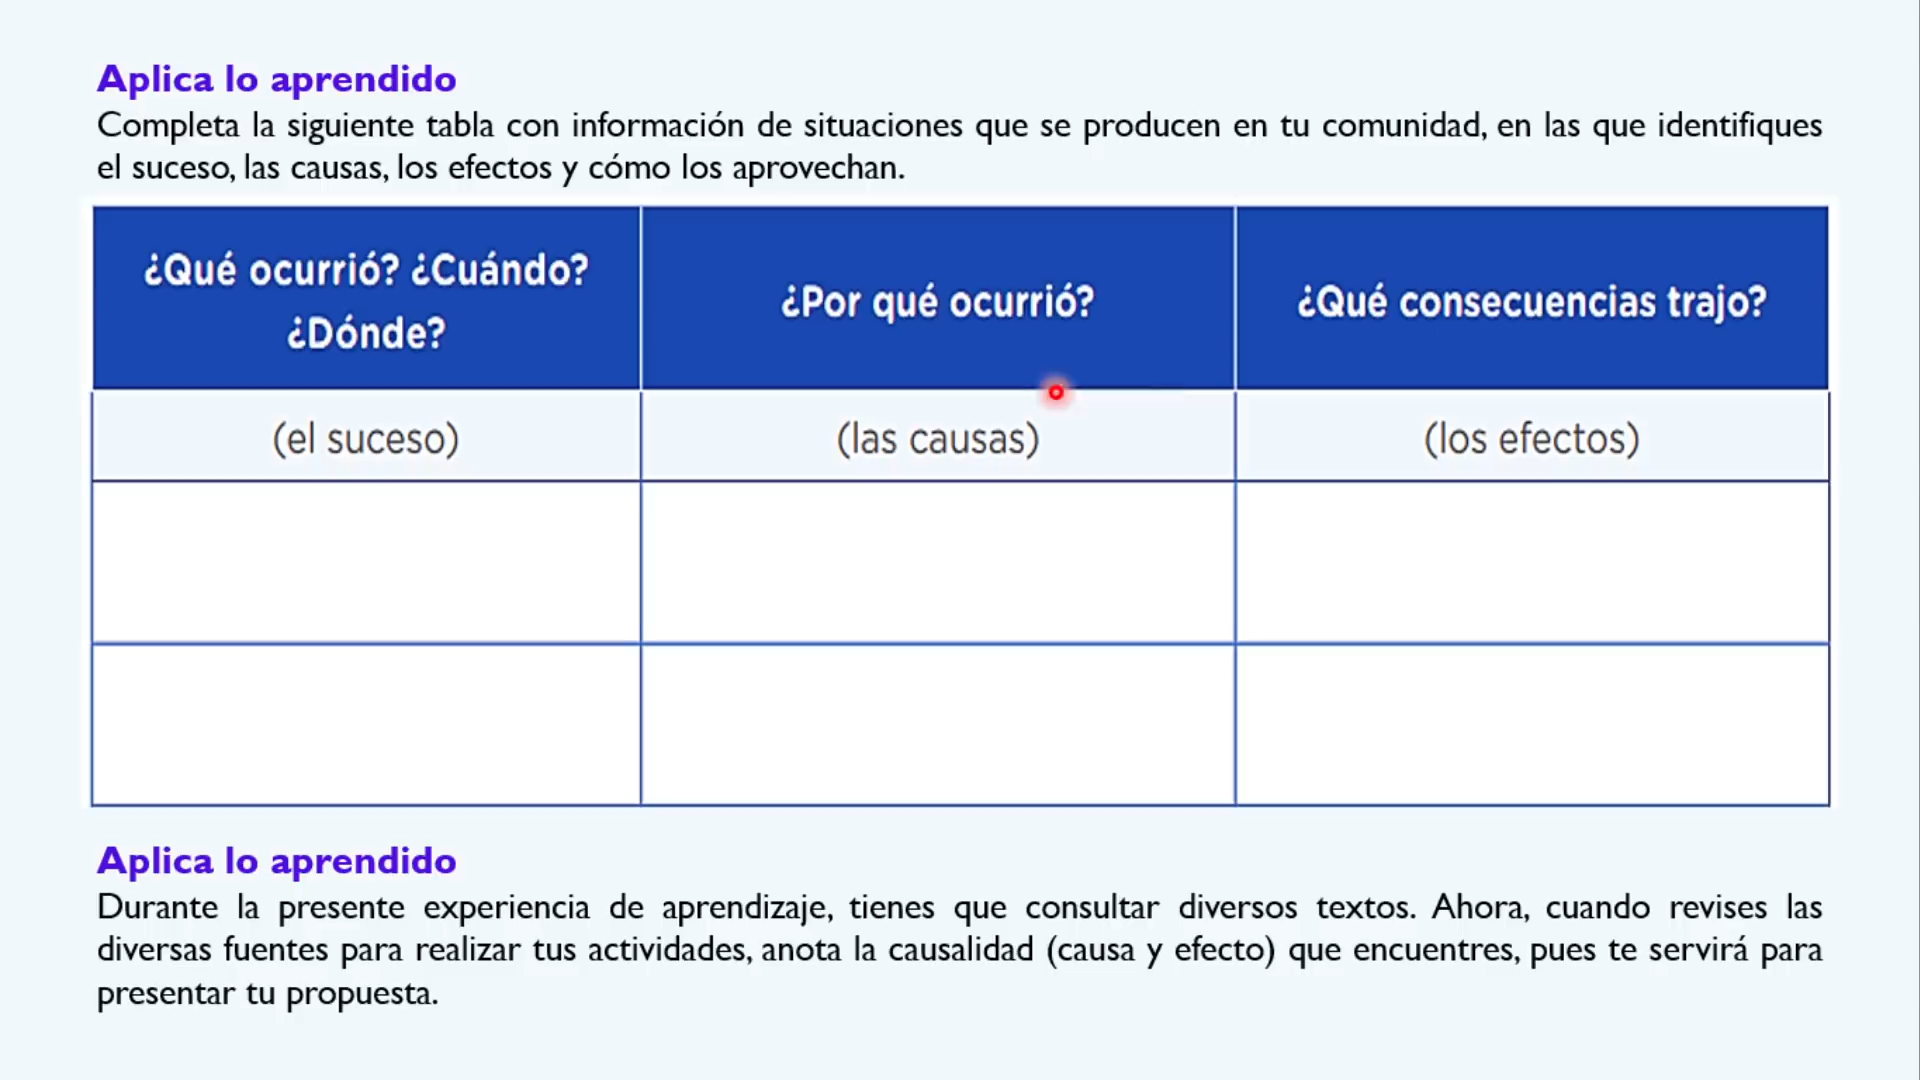 Aplica lo aprendido
Completa la siguiente tabla con información de situaciones que se producen en tu comunidad, en las que identifiques
el suceso, las causas, los efectos y cómo los aprovechan.
¿Qué ocurrió? ¿Cuándo?
¿Dónde?
¿Por qué ocurrió?
¿Qué consecuencias trajo?
(el suceso)
(las causas)
(los efectos)
Aplica lo aprendido
Durante la presente experiencia de aprendizaje, tienes que consultar diversos textos. Ahora, cuando revises las
diversas fuentes para realizar tus actividades, anota la causalidad (causa y efecto) que encuentres, pues te servirá para
presentar tu propuesta.